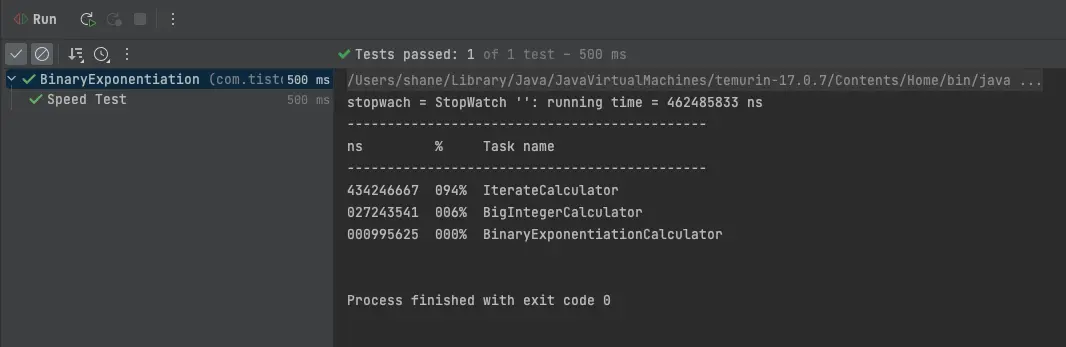 Run
Tests passed: 1 of 1 test – 500 ms
BinaryExponentiation (com.tist 500 ms
Speed Test 500 ms
/Users/shane/Library/Java/JavaVirtualMachines/temurin-17.0.7/Contents/Home/bin/java ...
stopwach = StopWatch '': running time = 462485833 ns
---------------------------------------------
ns % Task name
---------------------------------------------
434246667 094% IterateCalculator
027243541 006% BigIntegerCalculator
000995625 000% BinaryExponentiationCalculator
Process finished with exit code 0